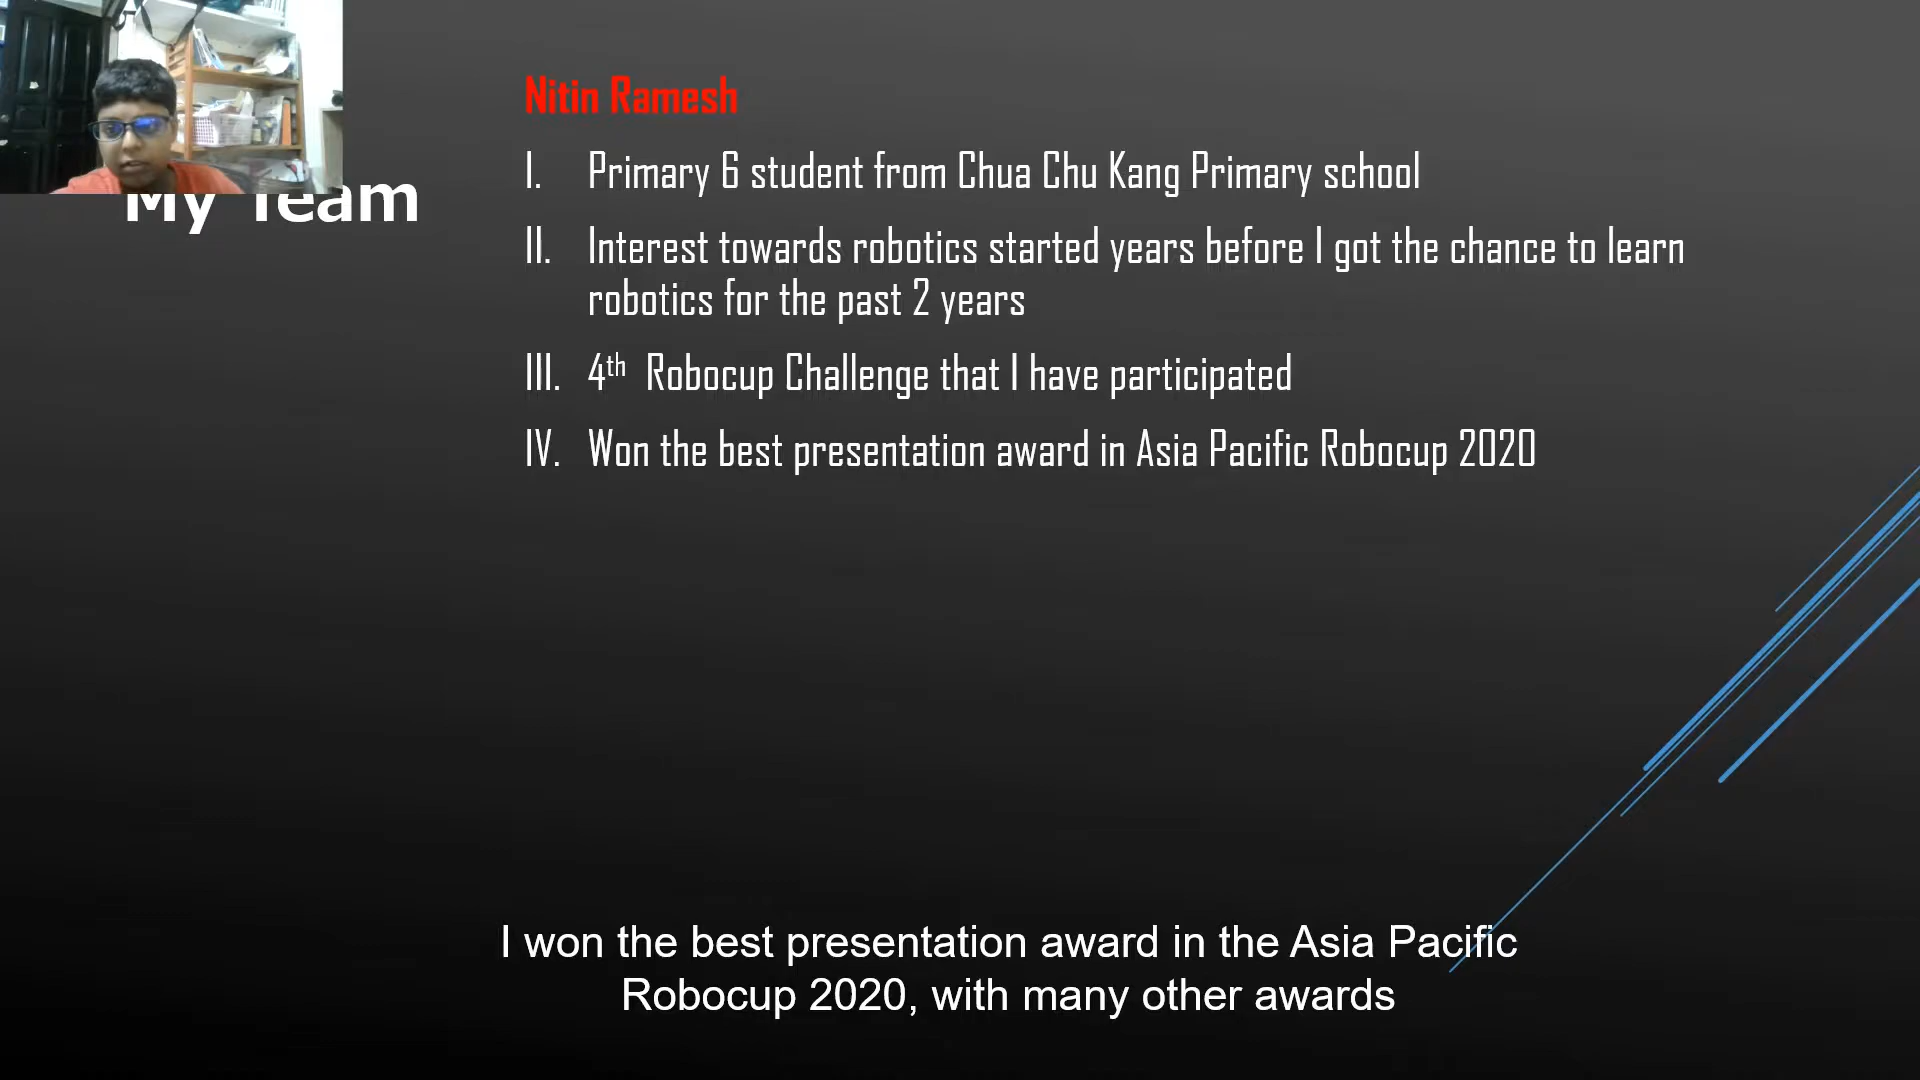 My Team
Nitin Ramesh
I. Primary 6 student from Chua Chu Kang Primary school
II. Interest towards robotics started years before I got the chance to learn
robotics for the past 2 years
III. 4th Robocup Challenge that I have participated
IV. Won the best presentation award in Asia Pacific Robocup 2020
I won the best presentation award in the Asia Pacific
Robocup 2020, with many other awards